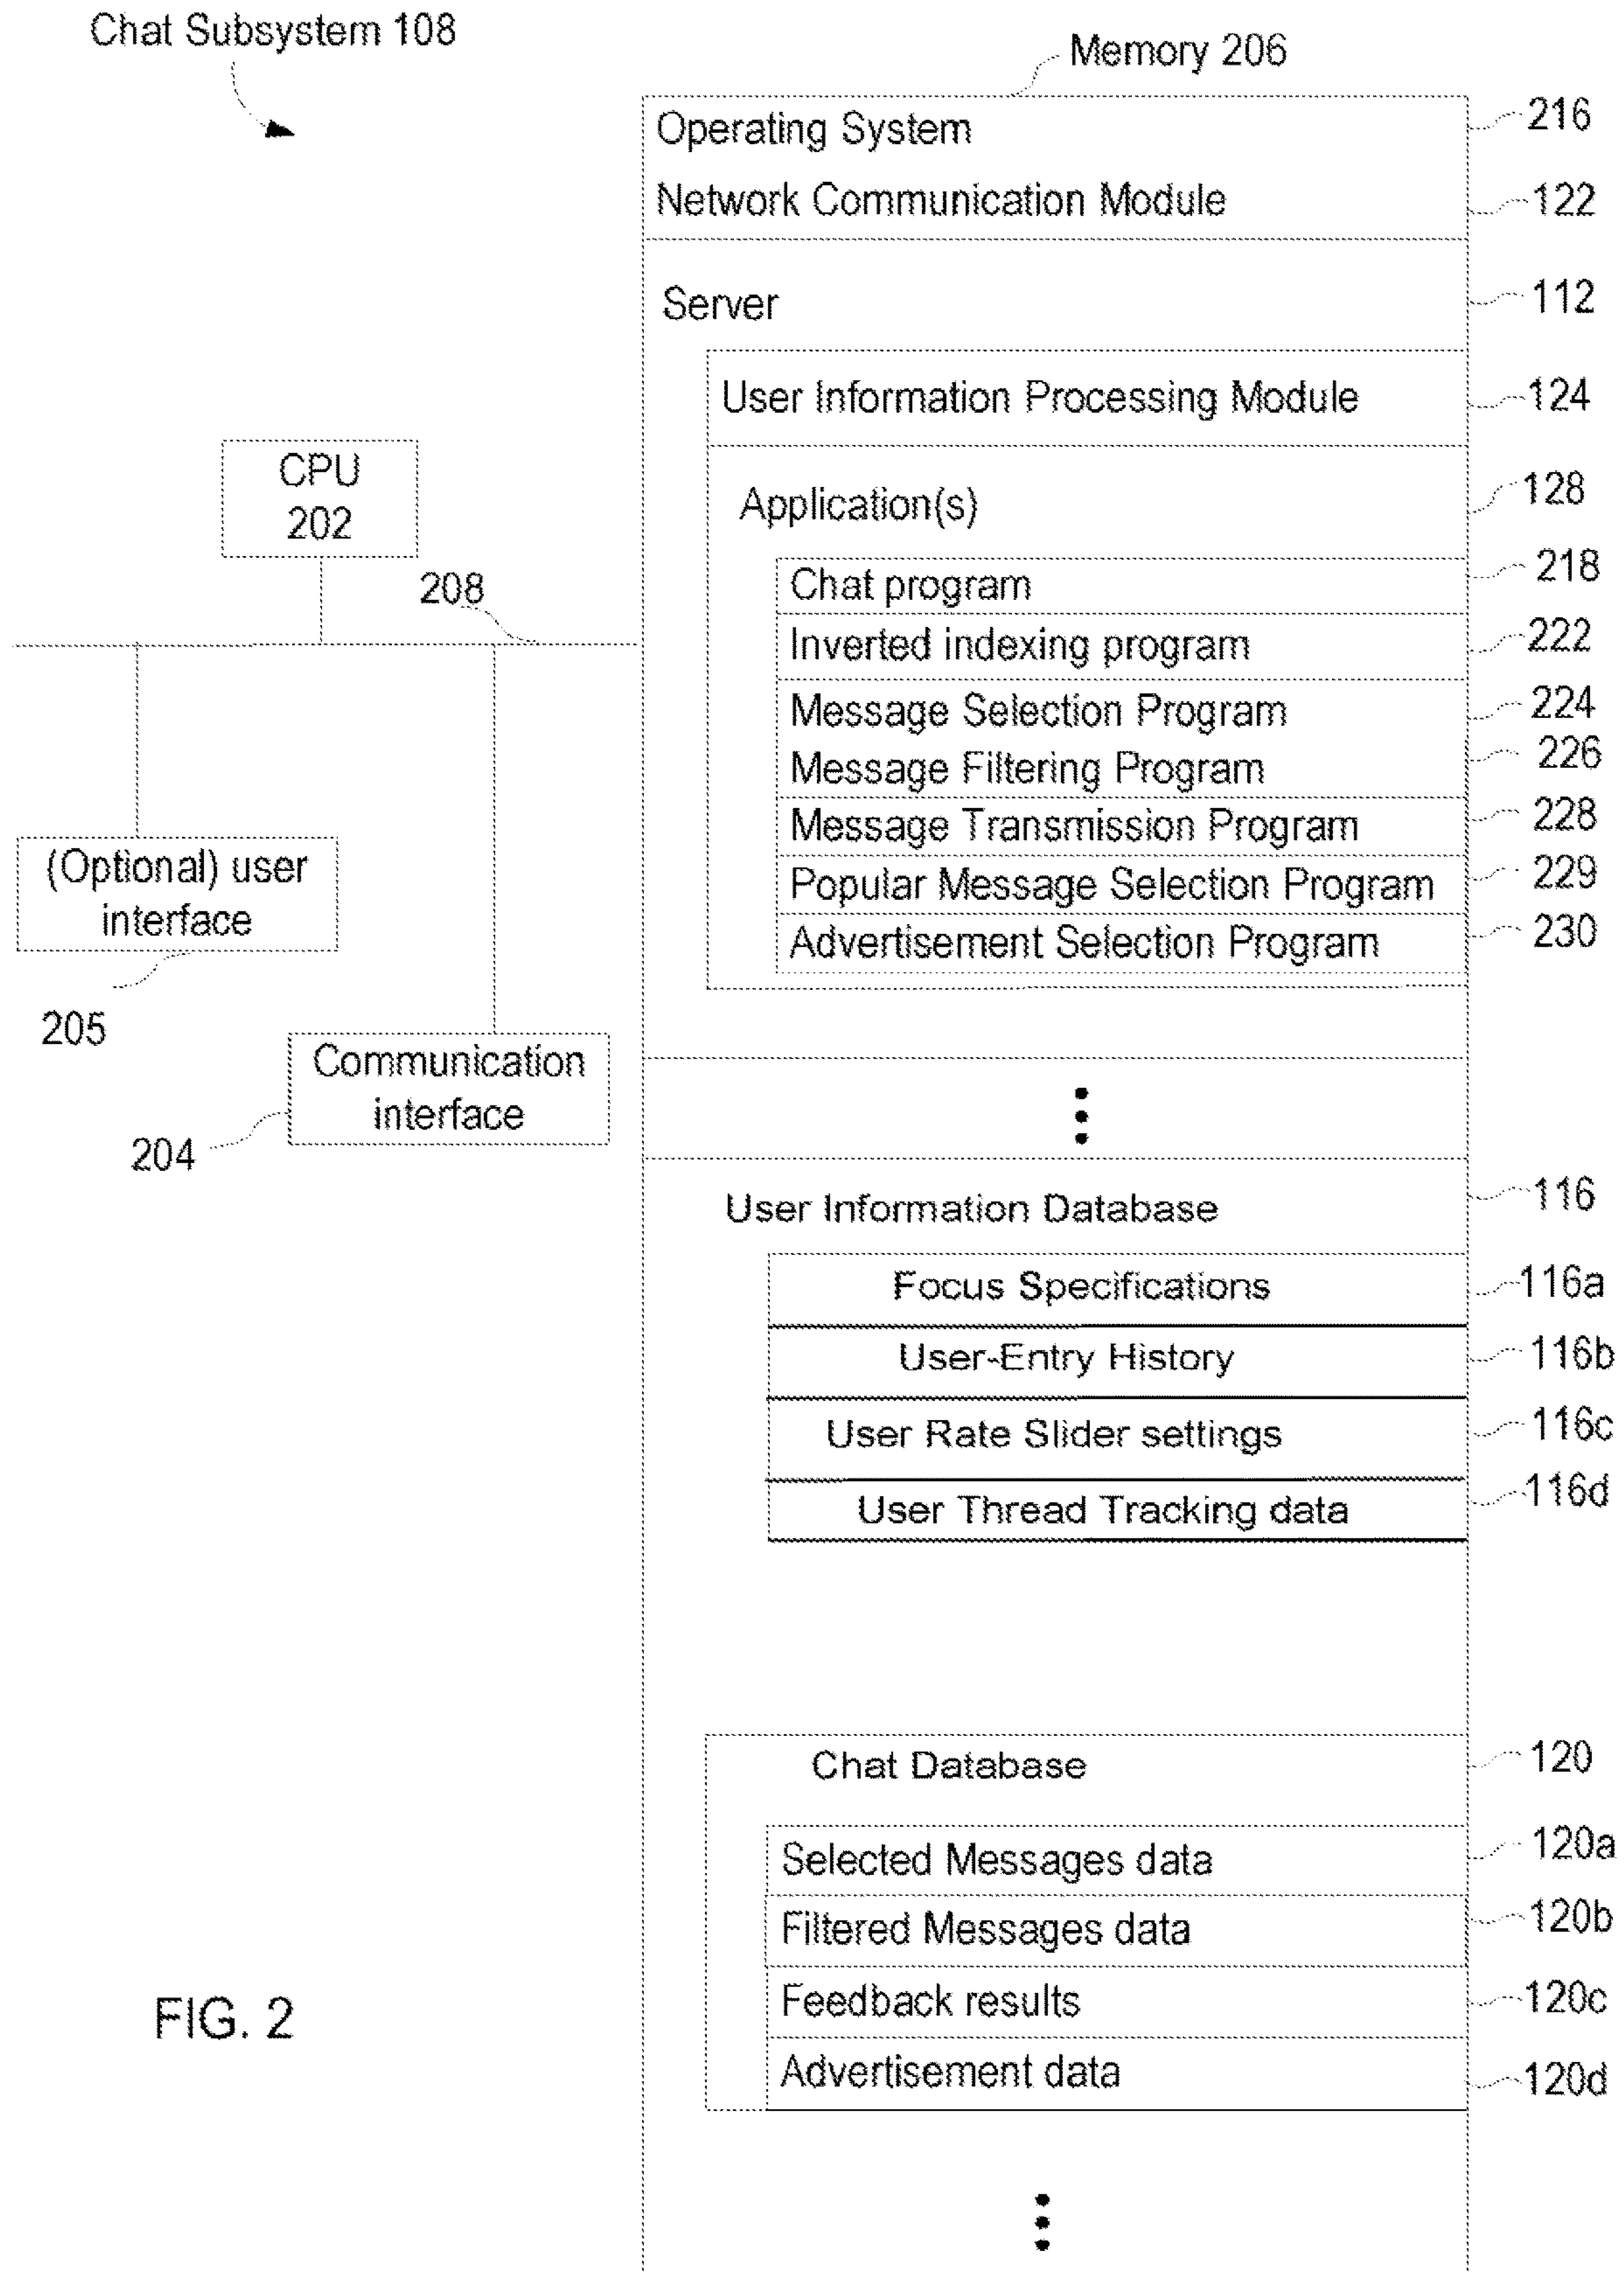 Chat Subsystem 108
Memory 206
Operating System 216
Network Communication Module 122
Server 112
User Information Processing Module 124
Application(s) 128
Chat program 218
Inverted indexing program 222
Message Selection Program 224
Message Filtering Program 226
Message Transmission Program 228
Popular Message Selection Program 229
Advertisement Selection Program 230
CPU
202
208
(Optional) user
interface
205
Communication
interface
204
User Information Database 116
Focus Specifications 116a
User-Entry History 116b
User Rate Slider settings 116c
User Thread Tracking data 116d
Chat Database 120
Selected Messages data 120a
Filtered Messages data 120b
Feedback results 120c
Advertisement data 120d
FIG. 2